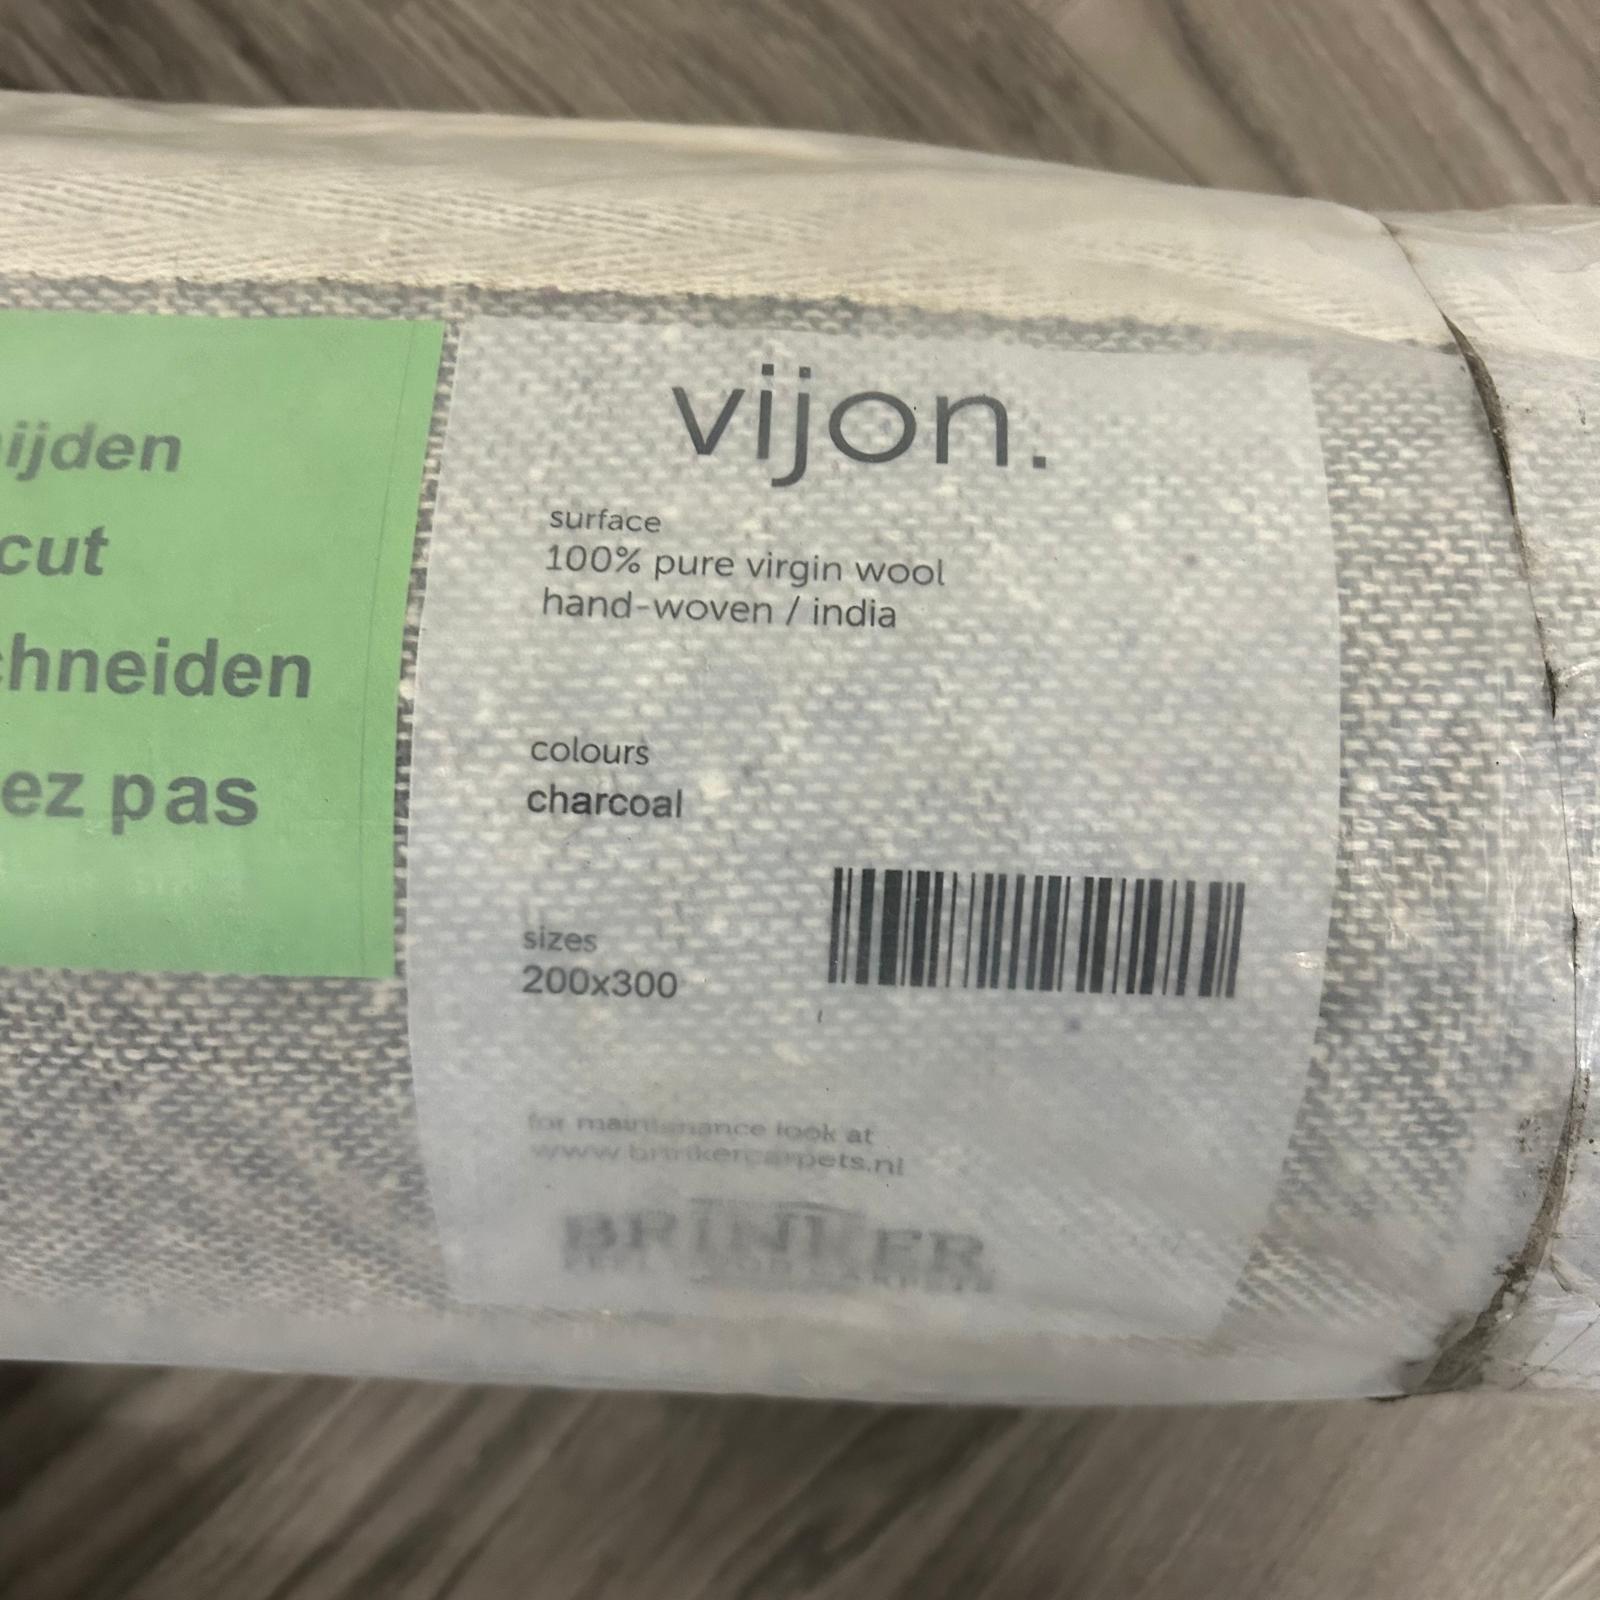 ijden
cut
chneiden
ez pas
vijon.
surface
100% pure virgin wool
hand-woven / india
colours
charcoal
sizes
200x300
for maintenance look at
www.brinkercarpets.nl
BRINKER